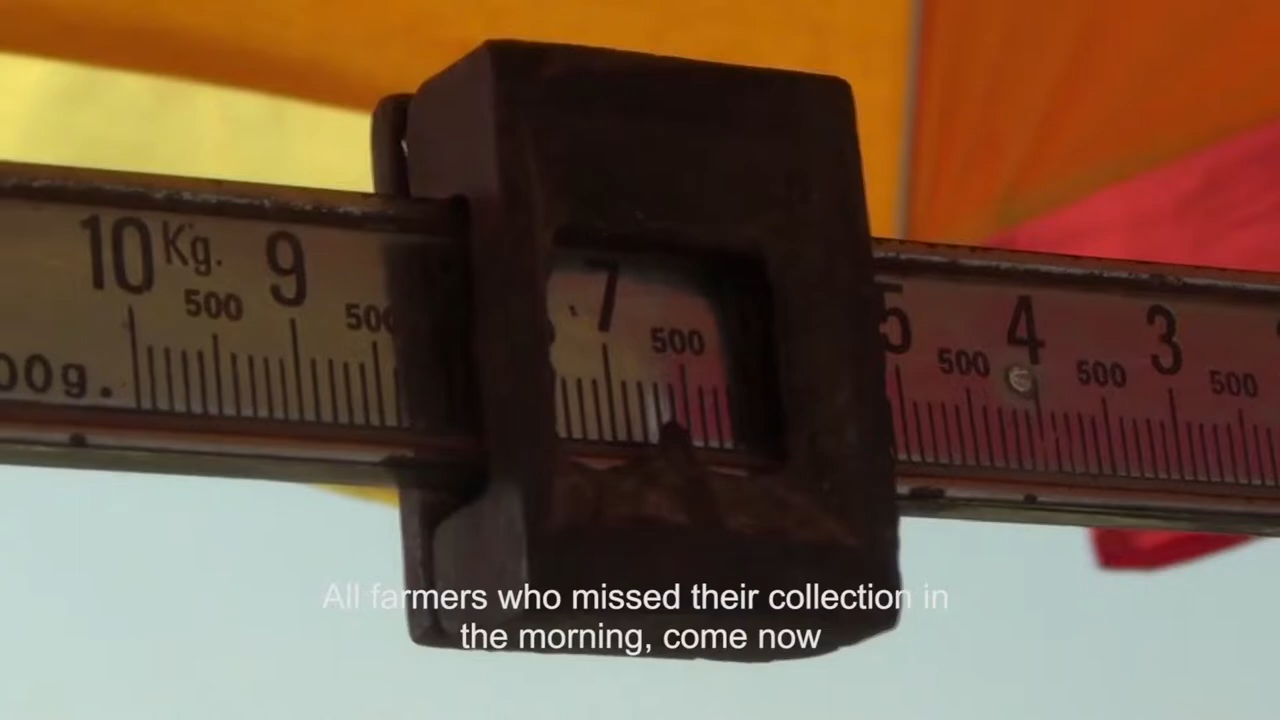 10 Kg. 500 9 500 7 500 5 500 4 500 3 500
00g.
All farmers who missed their collection in
the morning, come now